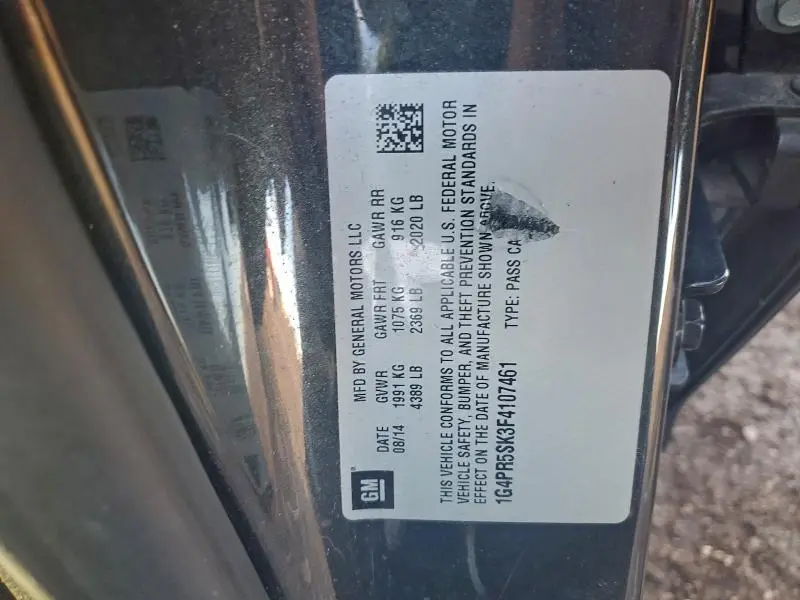 GM
MFD BY GENERAL MOTORS LLC
DATE GVWR GAWR FRT GAWR RR
08/14 1991 KG 1075 KG 916 KG
4389 LB 2369 LB 2020 LB
THIS VEHICLE CONFORMS TO ALL APPLICABLE U.S. FEDERAL MOTOR
VEHICLE SAFETY, BUMPER, AND THEFT PREVENTION STANDARDS IN
EFFECT ON THE DATE OF MANUFACTURE SHOWN ABOVE.
1G4PR5SK3F4107461 TYPE: PASS CA